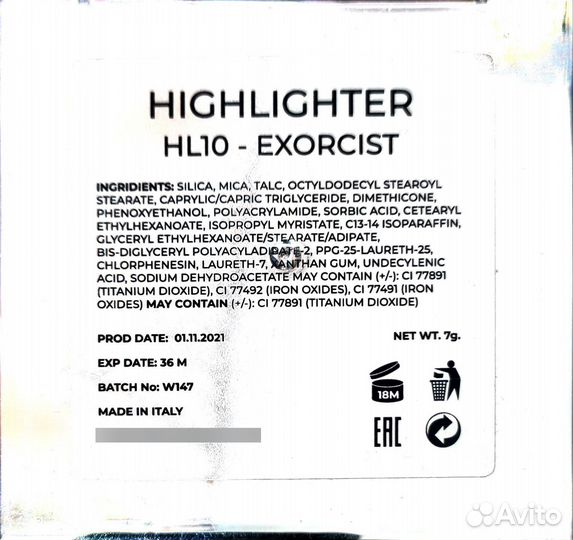 HIGHLIGHTER
HL10 - EXORCIST
INGRIDIENTS: SILICA, MICA, TALC, OCTYLDODECYL STEAROYL
STEARATE, CAPRYLIC/CAPRIC TRIGLYCERIDE, DIMETHICONE,
PHENOXYETHANOL, POLYACRYLAMIDE, SORBIC ACID, CETEARYL
ETHYLHEXANOATE, ISOPROPYL MYRISTATE, C13-14 ISOPARAFFIN,
GLYCERYL ETHYLHEXANOATE/STEARATE/ADIPATE,
BIS-DIGLYCERYL POLYACYLADIPATE-2, PPG-25-LAURETH-25,
CHLORPHENESIN, LAURETH-7, XANTHAN GUM, UNDECYLENIC
ACID, SODIUM DEHYDROACETATE MAY CONTAIN (+/-): CI 77891
(TITANIUM DIOXIDE), CI 77492 (IRON OXIDES), CI 77491 (IRON
OXIDES) MAY CONTAIN (+/-): CI 77891 (TITANIUM DIOXIDE)
PROD DATE: 01.11.2021
NET WT. 7g.
EXP DATE: 36 M
BATCH No: W147
18M
MADE IN ITALY
EAC
Avito